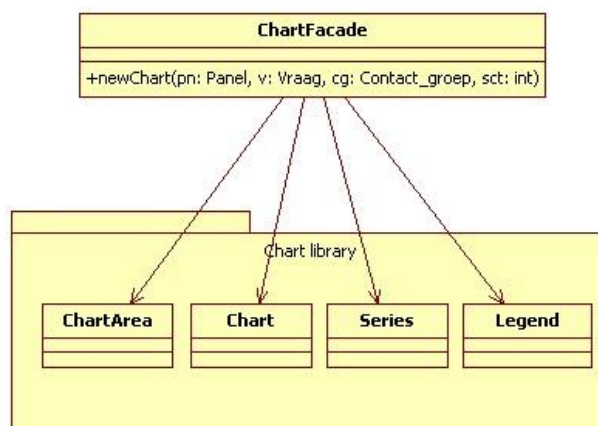 ChartFacade
+newChart(pn: Panel, v: Vraag, cg: Contact_groep, sct: int)
Chart library
ChartArea
Chart
Series
Legend